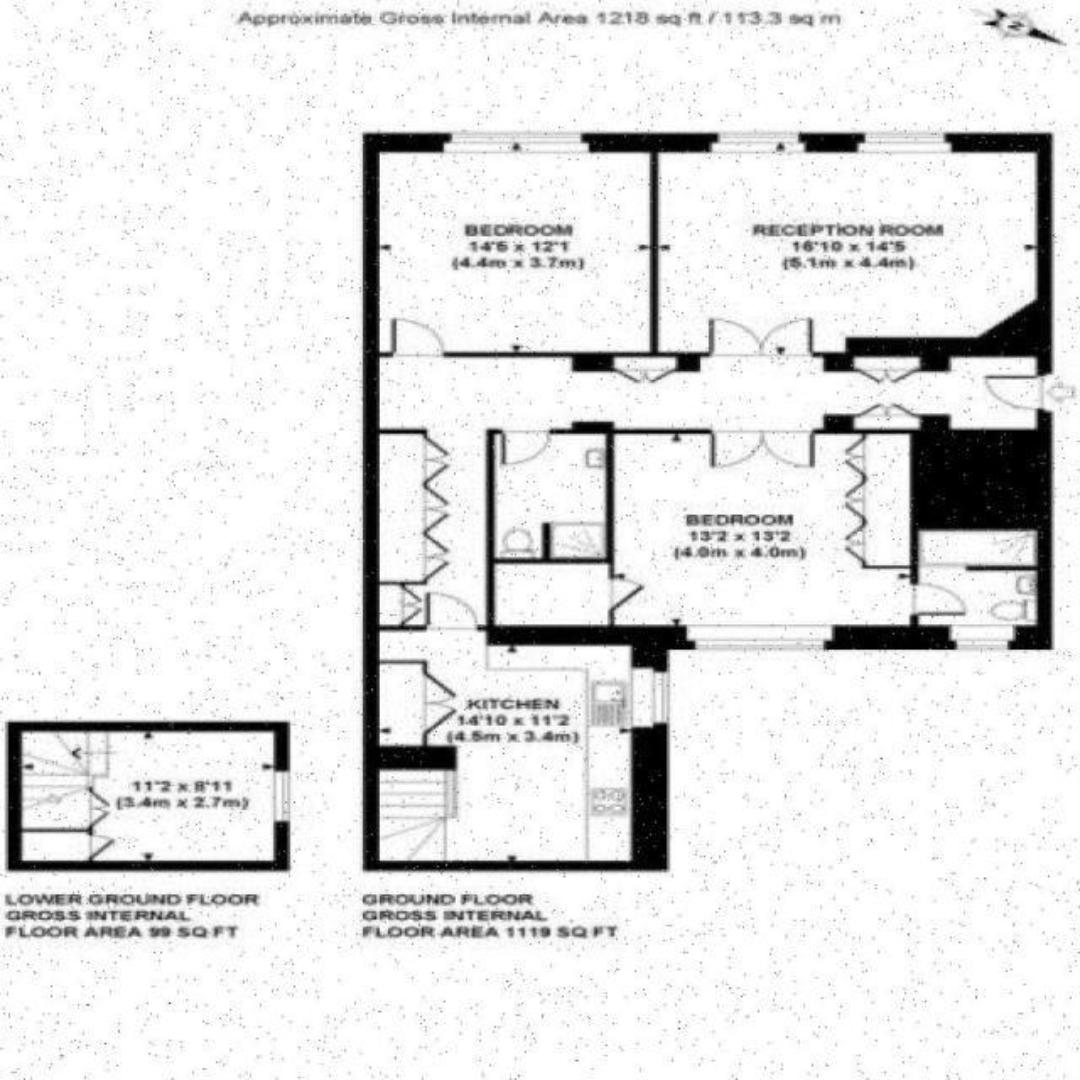 Approximate Gross Internal Area 1218 sq ft / 113.3 sq m
N
BEDROOM
14'5 x 12'1
(4.4m x 3.7m)
RECEPTION ROOM
16'10 x 14'5
(5.1m x 4.4m)
BEDROOM
13'2 x 13'2
(4.0m x 4.0m)
KITCHEN
14'10 x 11'2
(4.5m x 3.4m)
11'2 x 8'11
(3.4m x 2.7m)
LOWER GROUND FLOOR
GROSS INTERNAL
FLOOR AREA 99 SQ FT
GROUND FLOOR
GROSS INTERNAL
FLOOR AREA 1119 SQ FT